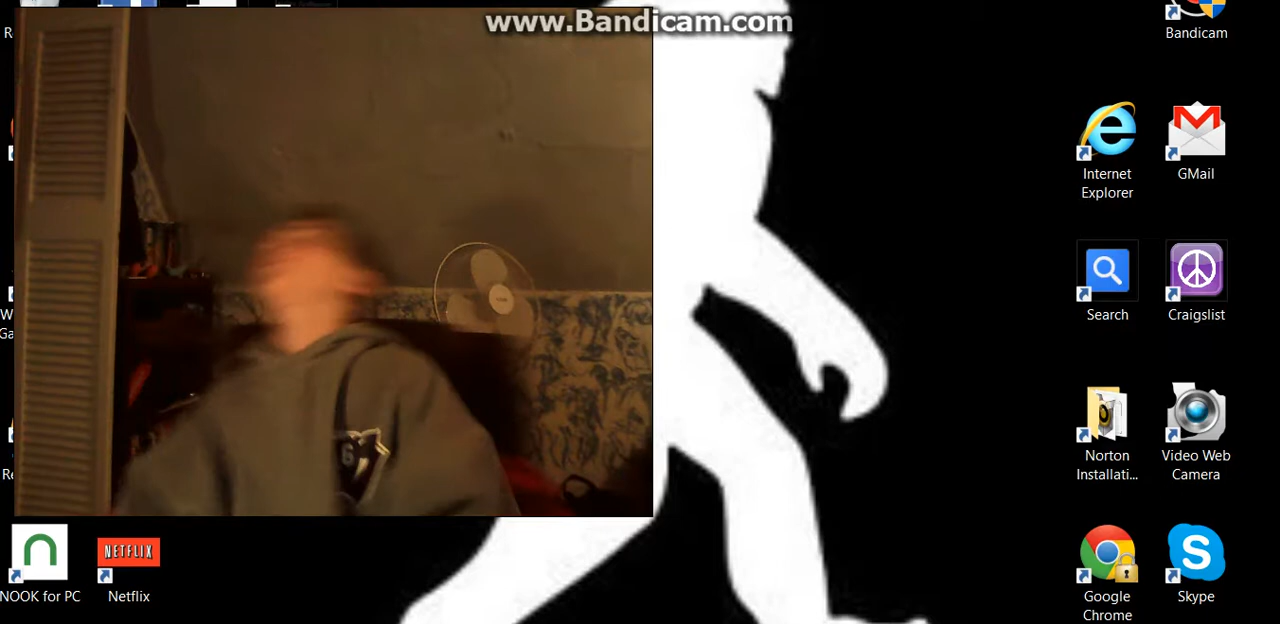 www.Bandicam.com
Bandicam
Internet
Explorer
GMail
Search
Craigslist
Norton
Installati...
Video Web
Camera
NOOK for PC
NETFLIX
Netflix
Google
Chrome
Skype